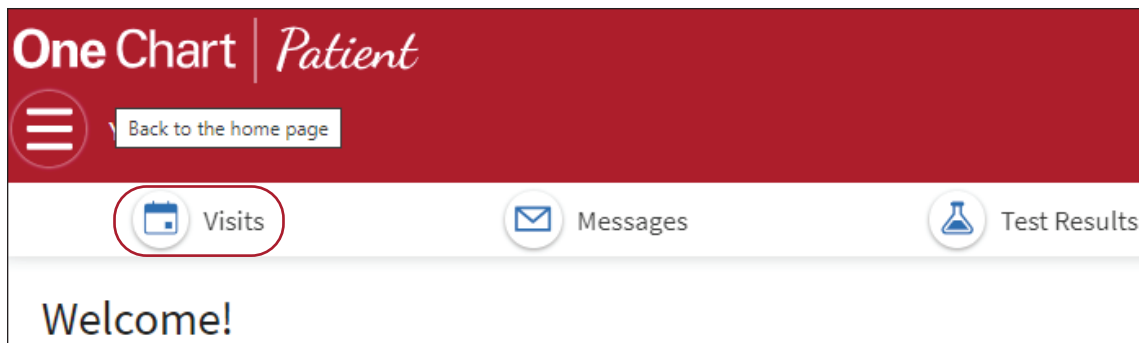 One Chart | Patient
Back to the home page
Visits
Messages
Test Results
Welcome!